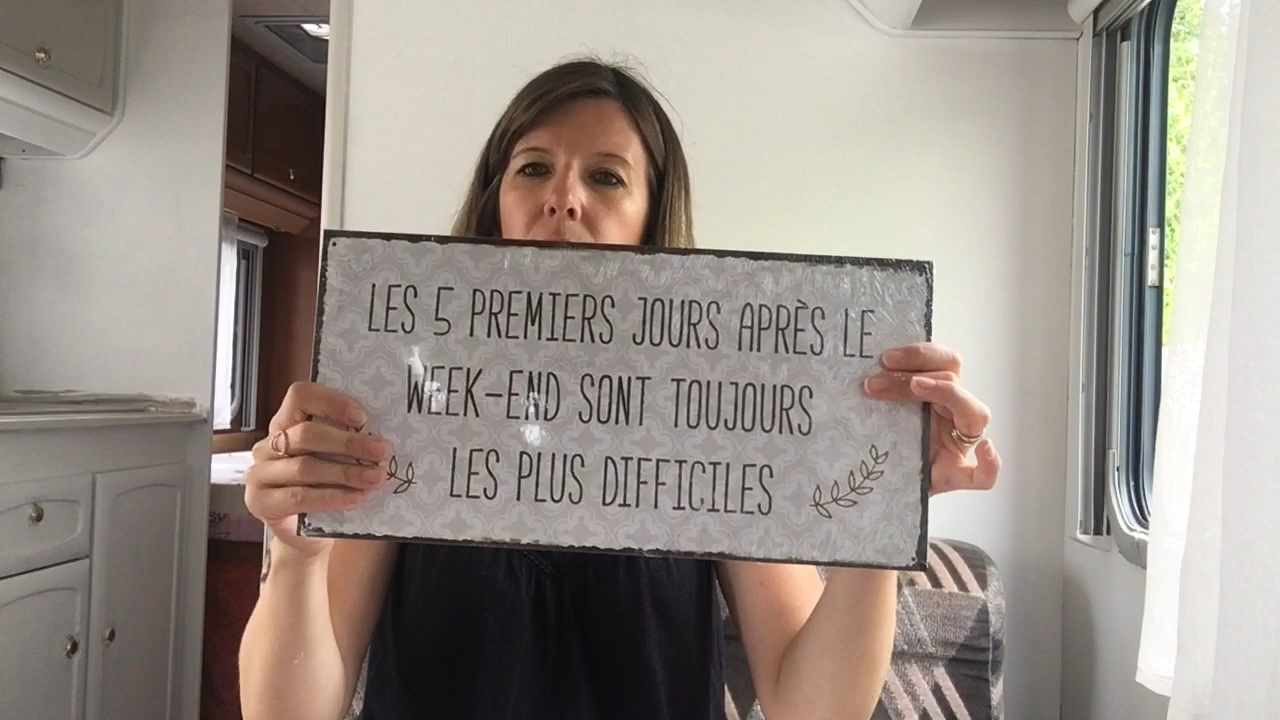 LES 5 PREMIERS JOURS APRÈS LE
WEEK-END SONT TOUJOURS
LES PLUS DIFFICILES